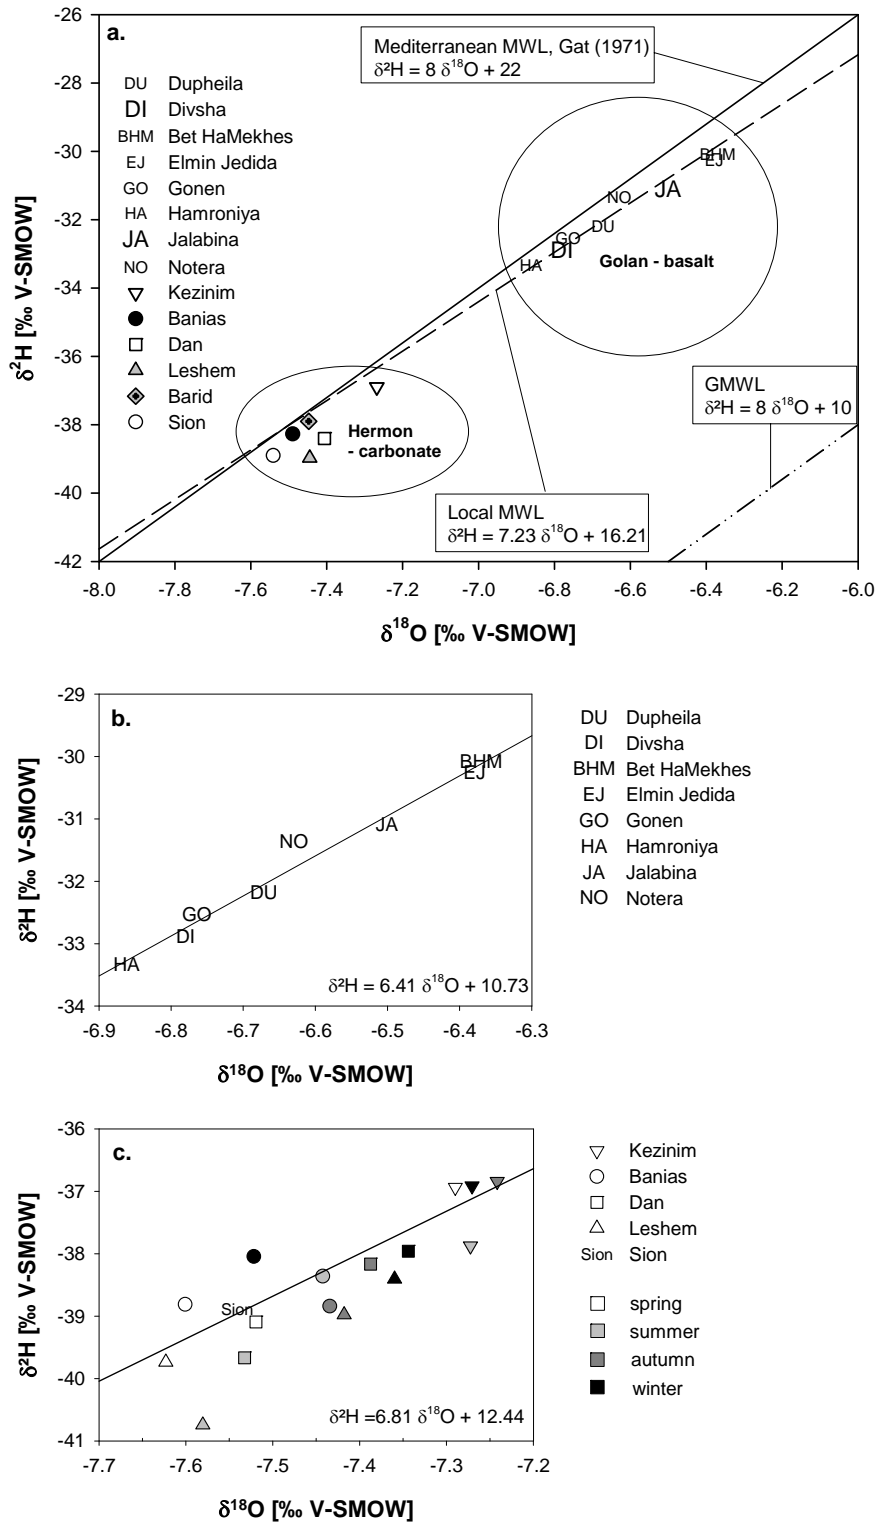 a.
Mediterranean MWL, Gat (1971)
δ²H = 8 δ¹⁸O + 22
DU Dupheila
DI Divsha
BHM Bet HaMekhes
EJ Elmin Jedida
GO Gonen
HA Hamroniya
JA Jalabina
NO Notera
Kezinim
Banias
Dan
Leshem
Barid
Sion
BHM
EJ
JA
NO
DU
GO
DI
HA
Golan - basalt
Hermon
- carbonate
GMWL
δ²H = 8 δ¹⁸O + 10
Local MWL
δ²H = 7.23 δ¹⁸O + 16.21
δ²H [‰ V-SMOW]
-26
-28
-30
-32
-34
-36
-38
-40
-42
-8.0 -7.8 -7.6 -7.4 -7.2 -7.0 -6.8 -6.6 -6.4 -6.2 -6.0
δ¹⁸O [‰ V-SMOW]
b.
δ²H [‰ V-SMOW]
-29
-30
-31
-32
-33
-34
BHM
EJ
JA
NO
DU
GO
DI
HA
δ²H = 6.41 δ¹⁸O + 10.73
-6.9 -6.8 -6.7 -6.6 -6.5 -6.4 -6.3
δ¹⁸O [‰ V-SMOW]
DU Dupheila
DI Divsha
BHM Bet HaMekhes
EJ Elmin Jedida
GO Gonen
HA Hamroniya
JA Jalabina
NO Notera
c.
δ²H [‰ V-SMOW]
-36
-37
-38
-39
-40
-41
Sion
δ²H =6.81 δ¹⁸O + 12.44
-7.7 -7.6 -7.5 -7.4 -7.3 -7.2
δ¹⁸O [‰ V-SMOW]
Kezinim
Banias
Dan
Leshem
Sion Sion
spring
summer
autumn
winter